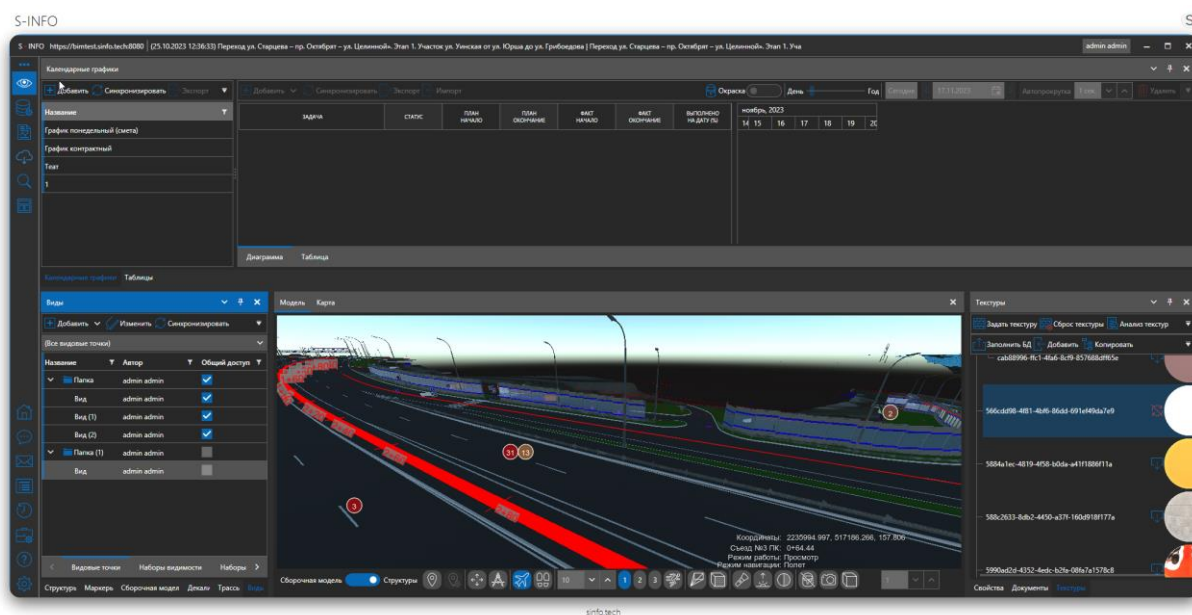 S-INFO
S
S INFO https://bimtest.sinfo.tech:8080 | (25.10.2023 12:36:33) Переход ул. Старцева – пр. Октябрят – ул. Целинной». Этап 1. Участок ул. Уинская от ул. Юрша до ул. Грибоедова | Переход ул. Старцева – пр. Октябрят – ул. Целинной». Этап 1. Уча
admin admin
Календарные графики
Добавить Синхронизировать Экспорт
Добавить Синхронизировать Экспорт Импорт
Окраска День Год Сегодня 17.11.2023 Автопрокрутка 1 сек. Удалить
Название
График понедельный (смета)
График контрактный
Теат
1
ЗАДАЧА СТАТУС ПЛАН НАЧАЛО ПЛАН ОКОНЧАНИЕ ФАКТ НАЧАЛО ФАКТ ОКОНЧАНИЕ ВЫПОЛНЕНО НА ДАТУ (%)
ноябрь, 2023
14 15 16 17 18 19 20
Диаграмма Таблица
Календарные графики Таблицы
Виды
Добавить Изменить Синхронизировать
(Все видовые точки)
Название Автор Общий доступ
Папка admin admin
Вид admin admin
Вид (1) admin admin
Вид (2) admin admin
Папка (1) admin admin
Вид admin admin
Видовые точки Наборы видимости Наборы
Структура Маркеры Сборочная модел Декали Трассы Виды
Модель Карта
2
31 13
3
Координаты: 2235994.997, 517186.266, 157.806
Съезд №3 ПК: 0+64.44
Режим работы: Просмотр
Режим навигации: Полет
Сборочная модель Структуры 10 1 2 3 1
Текстуры
Задать текстуру Сброс текстуры Анализ текстур
Заполнить БД Добавить Копировать
cab88996-ffc1-4fa6-8cf9-857688dff65e
566cdd98-4f81-4bf6-86dd-691ef49da7e9
5884a1ec-4819-4f58-b0da-a41f1886f11a
588c2633-8db2-4450-a37f-160d918f177a
5990ad2d-4352-4edc-b2fa-08fa7a1578c8
Свойства Документы Текстуры
sinfo.tech